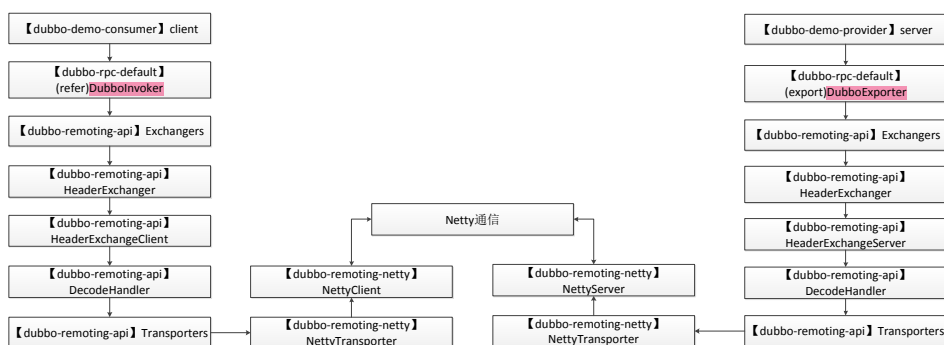 【dubbo-demo-consumer】client
【dubbo-rpc-default】
(refer)DubboInvoker
【dubbo-remoting-api】Exchangers
【dubbo-remoting-api】
HeaderExchanger
【dubbo-remoting-api】
HeaderExchangeClient
【dubbo-remoting-api】
DecodeHandler
【dubbo-remoting-api】Transporters
【dubbo-remoting-netty】
NettyTransporter
【dubbo-remoting-netty】
NettyClient
Netty通信
【dubbo-demo-provider】server
【dubbo-rpc-default】
(export)DubboExporter
【dubbo-remoting-api】Exchangers
【dubbo-remoting-api】
HeaderExchanger
【dubbo-remoting-api】
HeaderExchangeServer
【dubbo-remoting-api】
DecodeHandler
【dubbo-remoting-api】Transporters
【dubbo-remoting-netty】
NettyTransporter
【dubbo-remoting-netty】
NettyServer